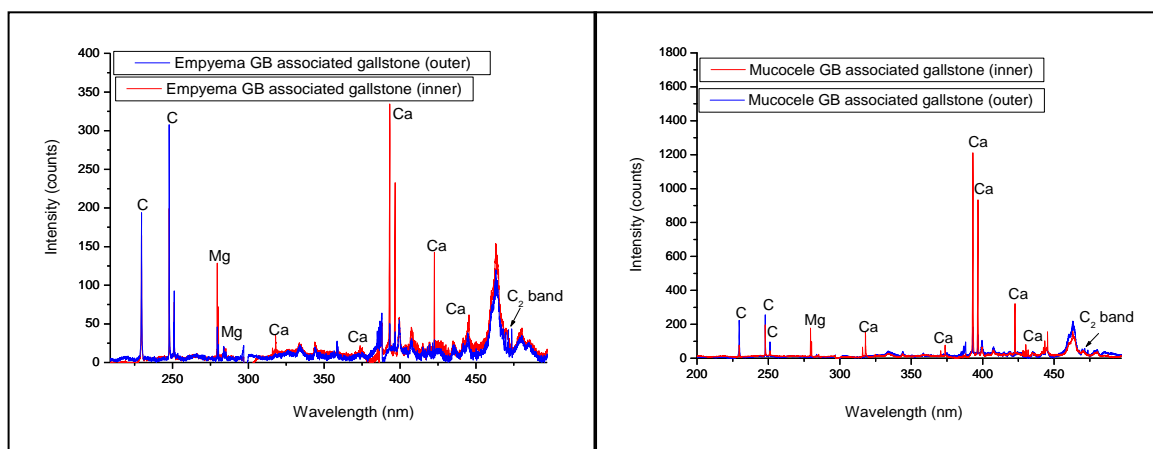 400
350
300
250
200
150
100
50
0
Intensity (counts)
Empyema GB associated gallstone (outer)
Empyema GB associated gallstone (inner)
C
C
Mg
Mg
Ca
Ca
Ca
Ca
Ca
C2 band
250 300 350 400 450
Wavelength (nm)
1800
1600
1400
1200
1000
800
600
400
200
0
Intensity (counts)
Mucocele GB associated gallstone (inner)
Mucocele GB associated gallstone (outer)
C
C
C
Mg
Ca
Ca
Ca
Ca
Ca
Ca
C2 band
200 250 300 350 400 450
Wavelength (nm)